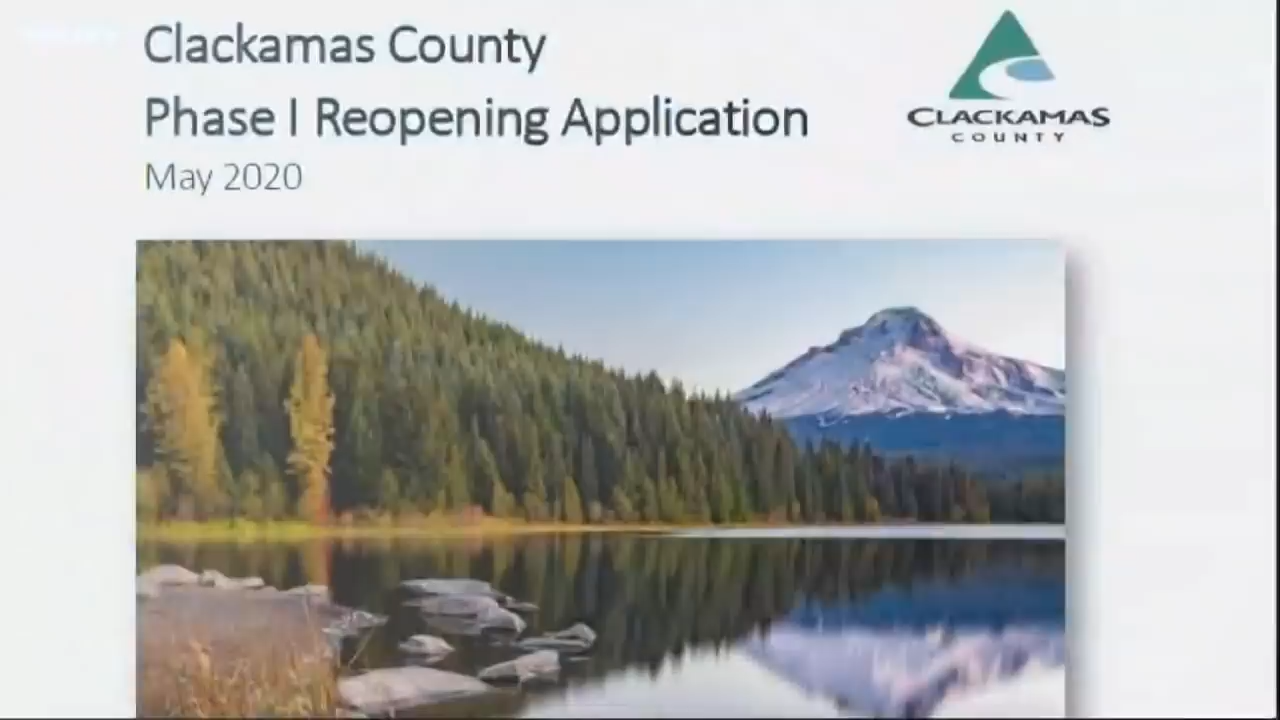 Clackamas County
Phase I Reopening Application
May 2020
CLACKAMAS
COUNTY